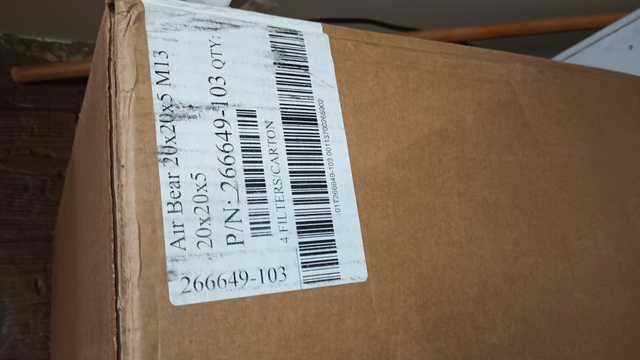 Air Bear 20x20x5 M13
20x20x5
P/N: 266649-103 QTY:
4 FILTERS/CARTON
266649-103